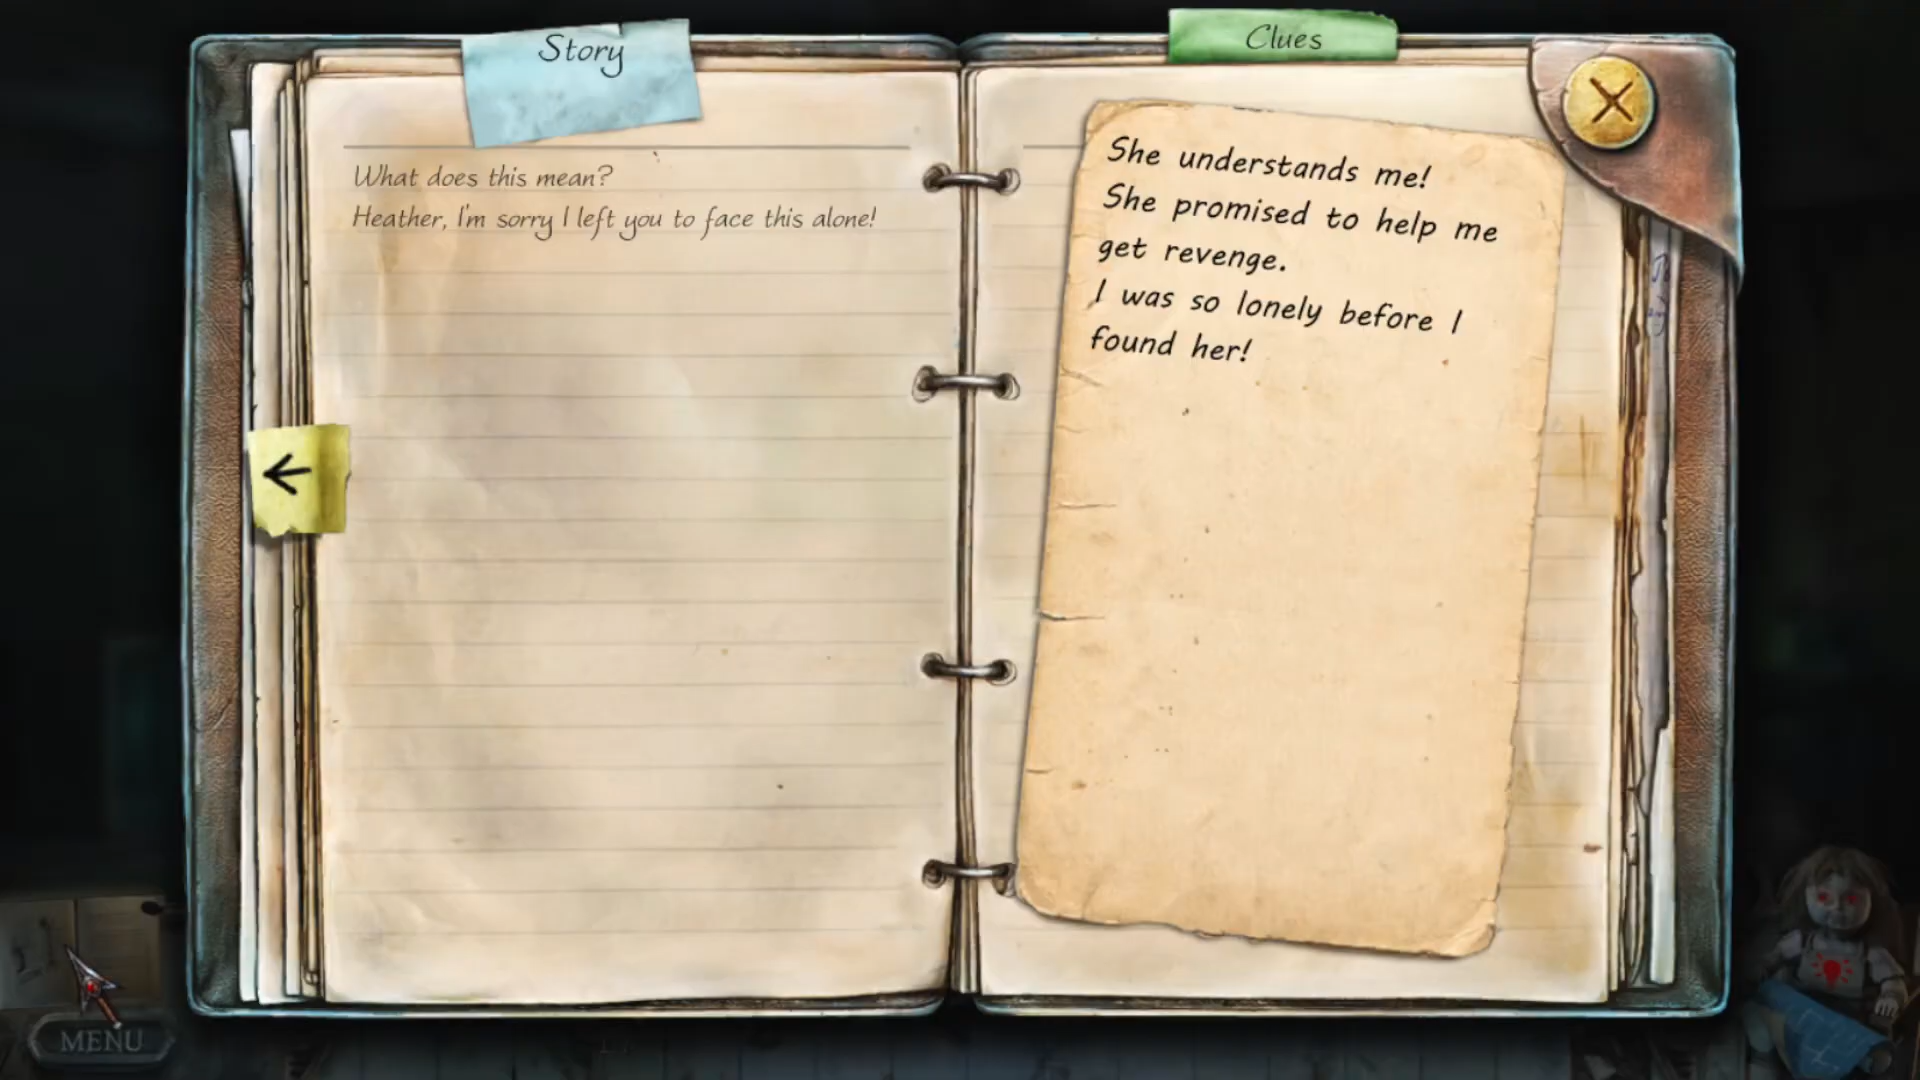 Story
What does this mean?
Heather, I'm sorry I left you to face this alone!
Clues
She understands me!
She promised to help me
get revenge.
I was so lonely before I
found her!
MENU